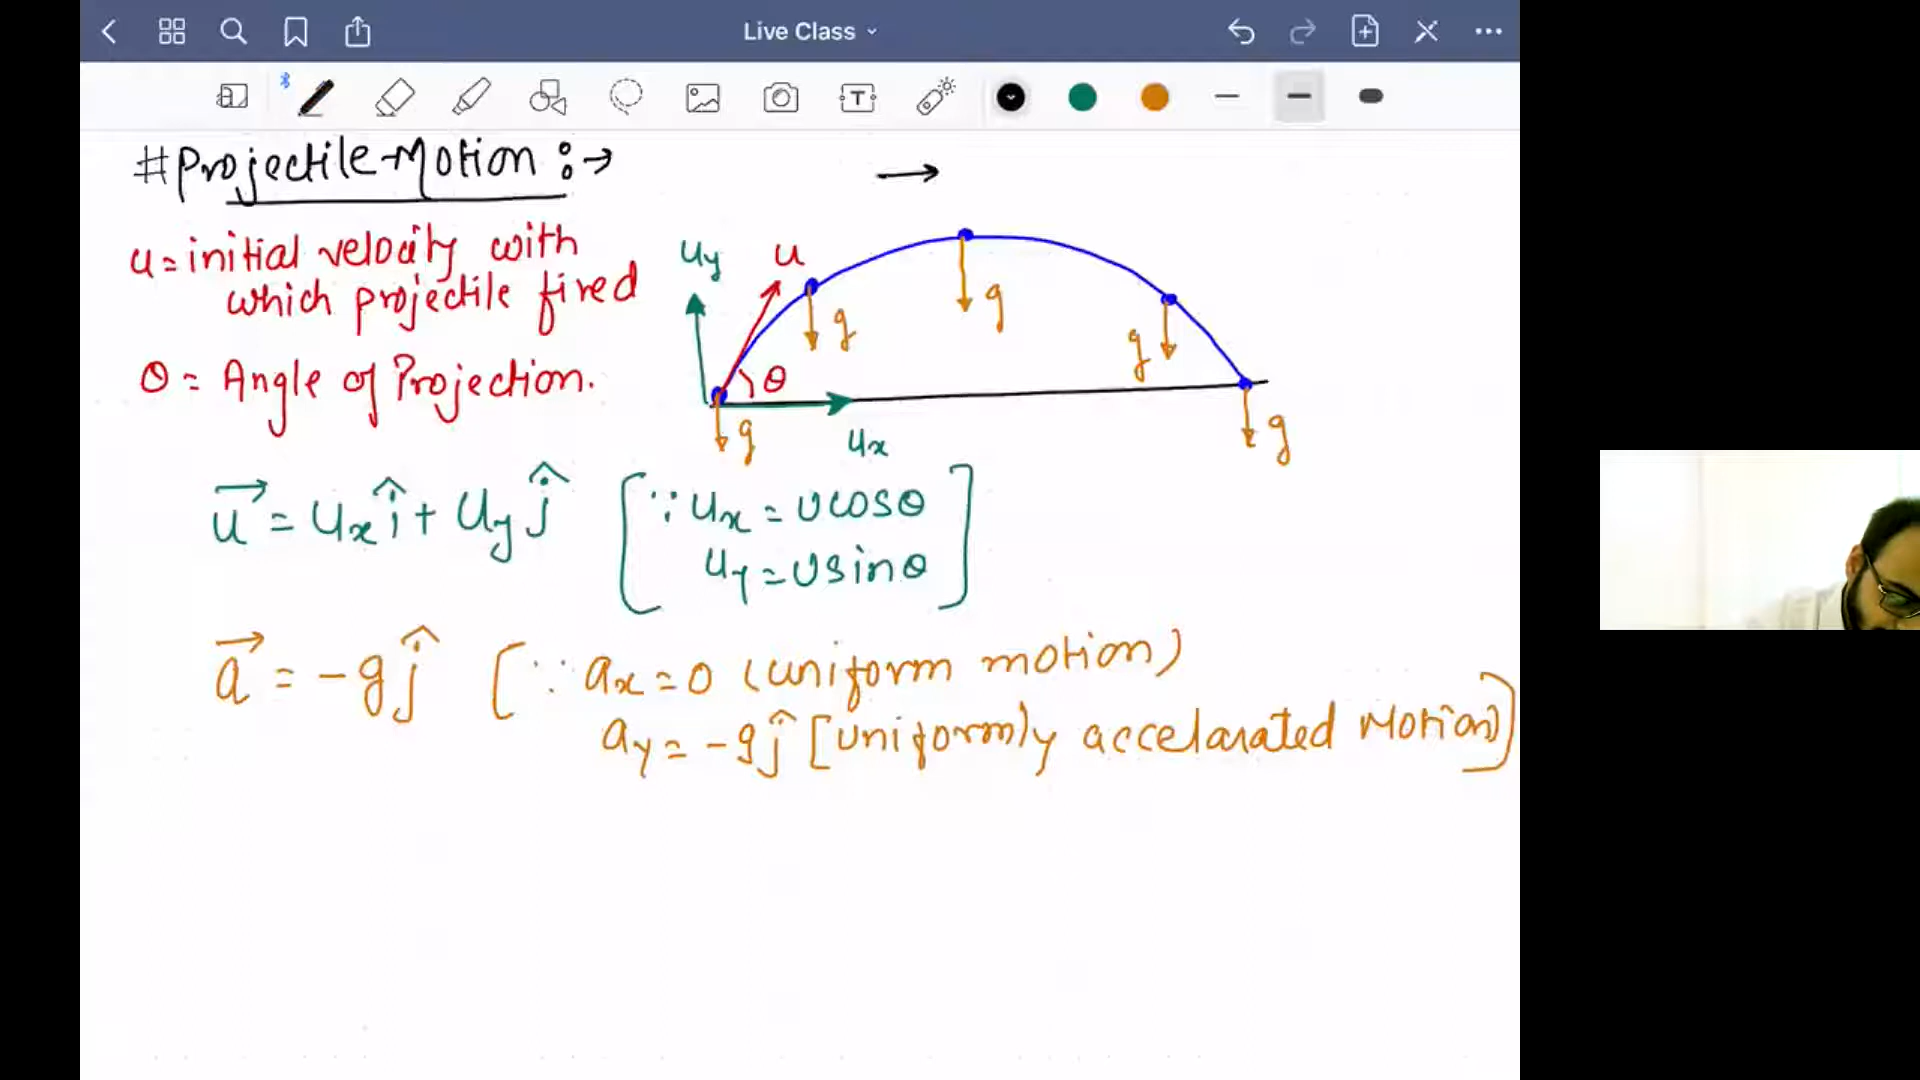 Live Class
#Projectile Motion :→
→
u = initial velocity with
which projectile fired
θ = Angle of Projection.
uy
u
g
g
g
θ
g
ux
g
u⃗ = uxî + uyĵ [∵ ux = ucosθ
uy = usinθ]
a⃗ = -gĵ [∵ ax = 0 (uniform motion)
ay = -gĵ [uniformly accelarated Motion)]